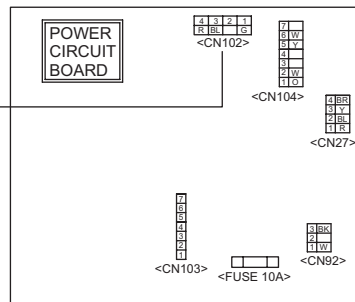 POWER
CIRCUIT
BOARD
4 3 2 1
R BL G
<CN102>
7
6 W
5 Y
4
3
2 W
1 O
<CN104>
4 BR
3 Y
2 BL
1 R
<CN27>
7
6
5
4
3
2
1
<CN103>
<FUSE 10A>
3 BK
2
1 W
<CN92>